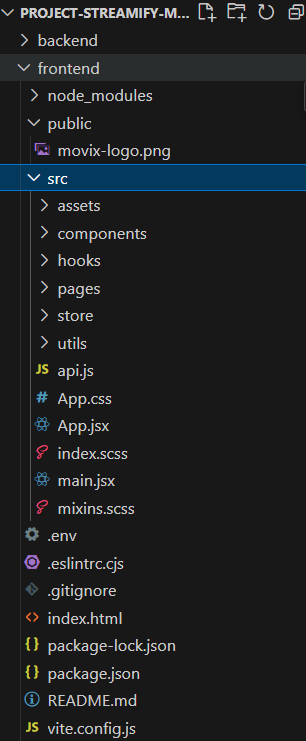 PROJECT-STREAMIFY-M...
backend
frontend
node_modules
public
movix-logo.png
src
assets
components
hooks
pages
store
utils
JS api.js
# App.css
App.jsx
index.scss
main.jsx
mixins.scss
.env
.eslintrc.cjs
.gitignore
<> index.html
{ } package-lock.json
{ } package.json
README.md
JS vite.config.js